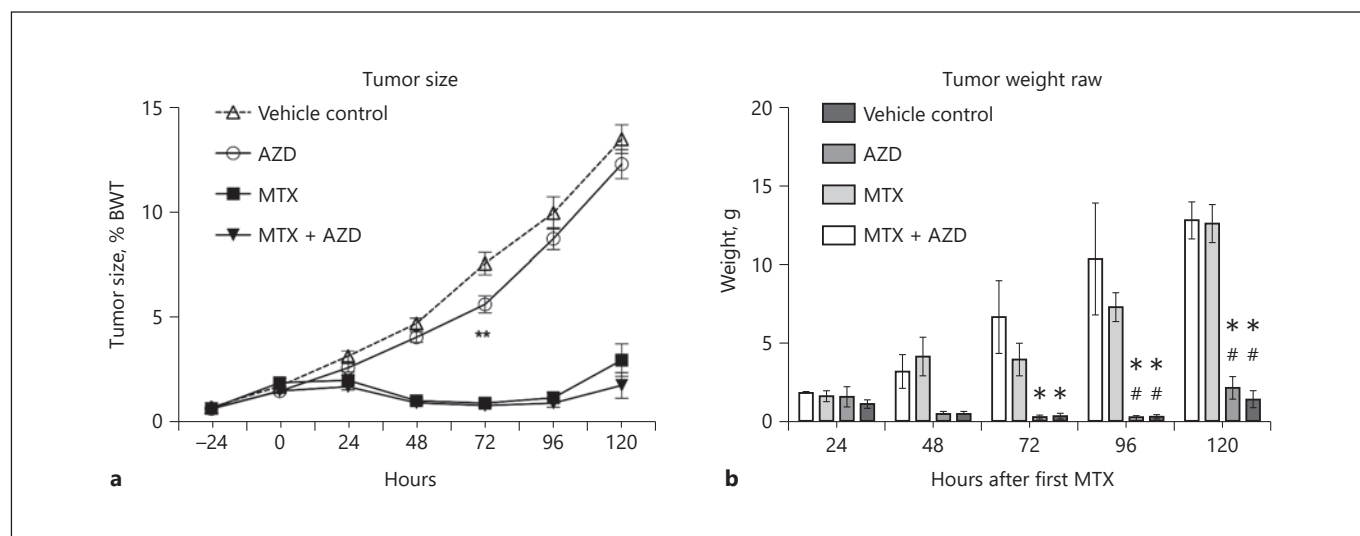 Tumor size
15
10
5
0
Tumor size, % BWT
Vehicle control
AZD
MTX
MTX + AZD
**
–24 0 24 48 72 96 120
Hours
a
Tumor weight raw
20
15
10
5
0
Weight, g
Vehicle control
AZD
MTX
MTX + AZD
* *
* *
# #
* *
# #
24 48 72 96 120
Hours after first MTX
b